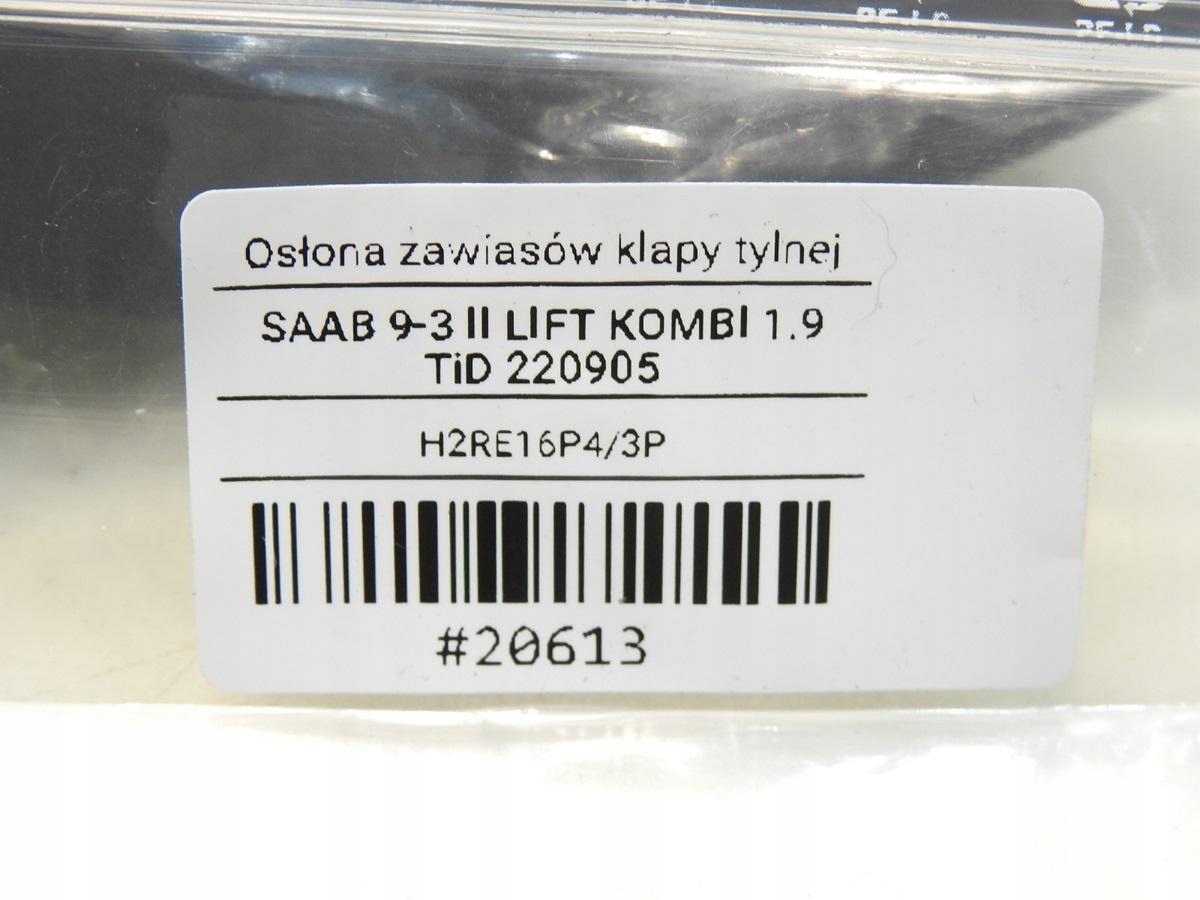 Osłona zawiasów klapy tylnej
SAAB 9-3 II LIFT KOMBI 1.9
TiD 220905
H2RE16P4/3P
#20613